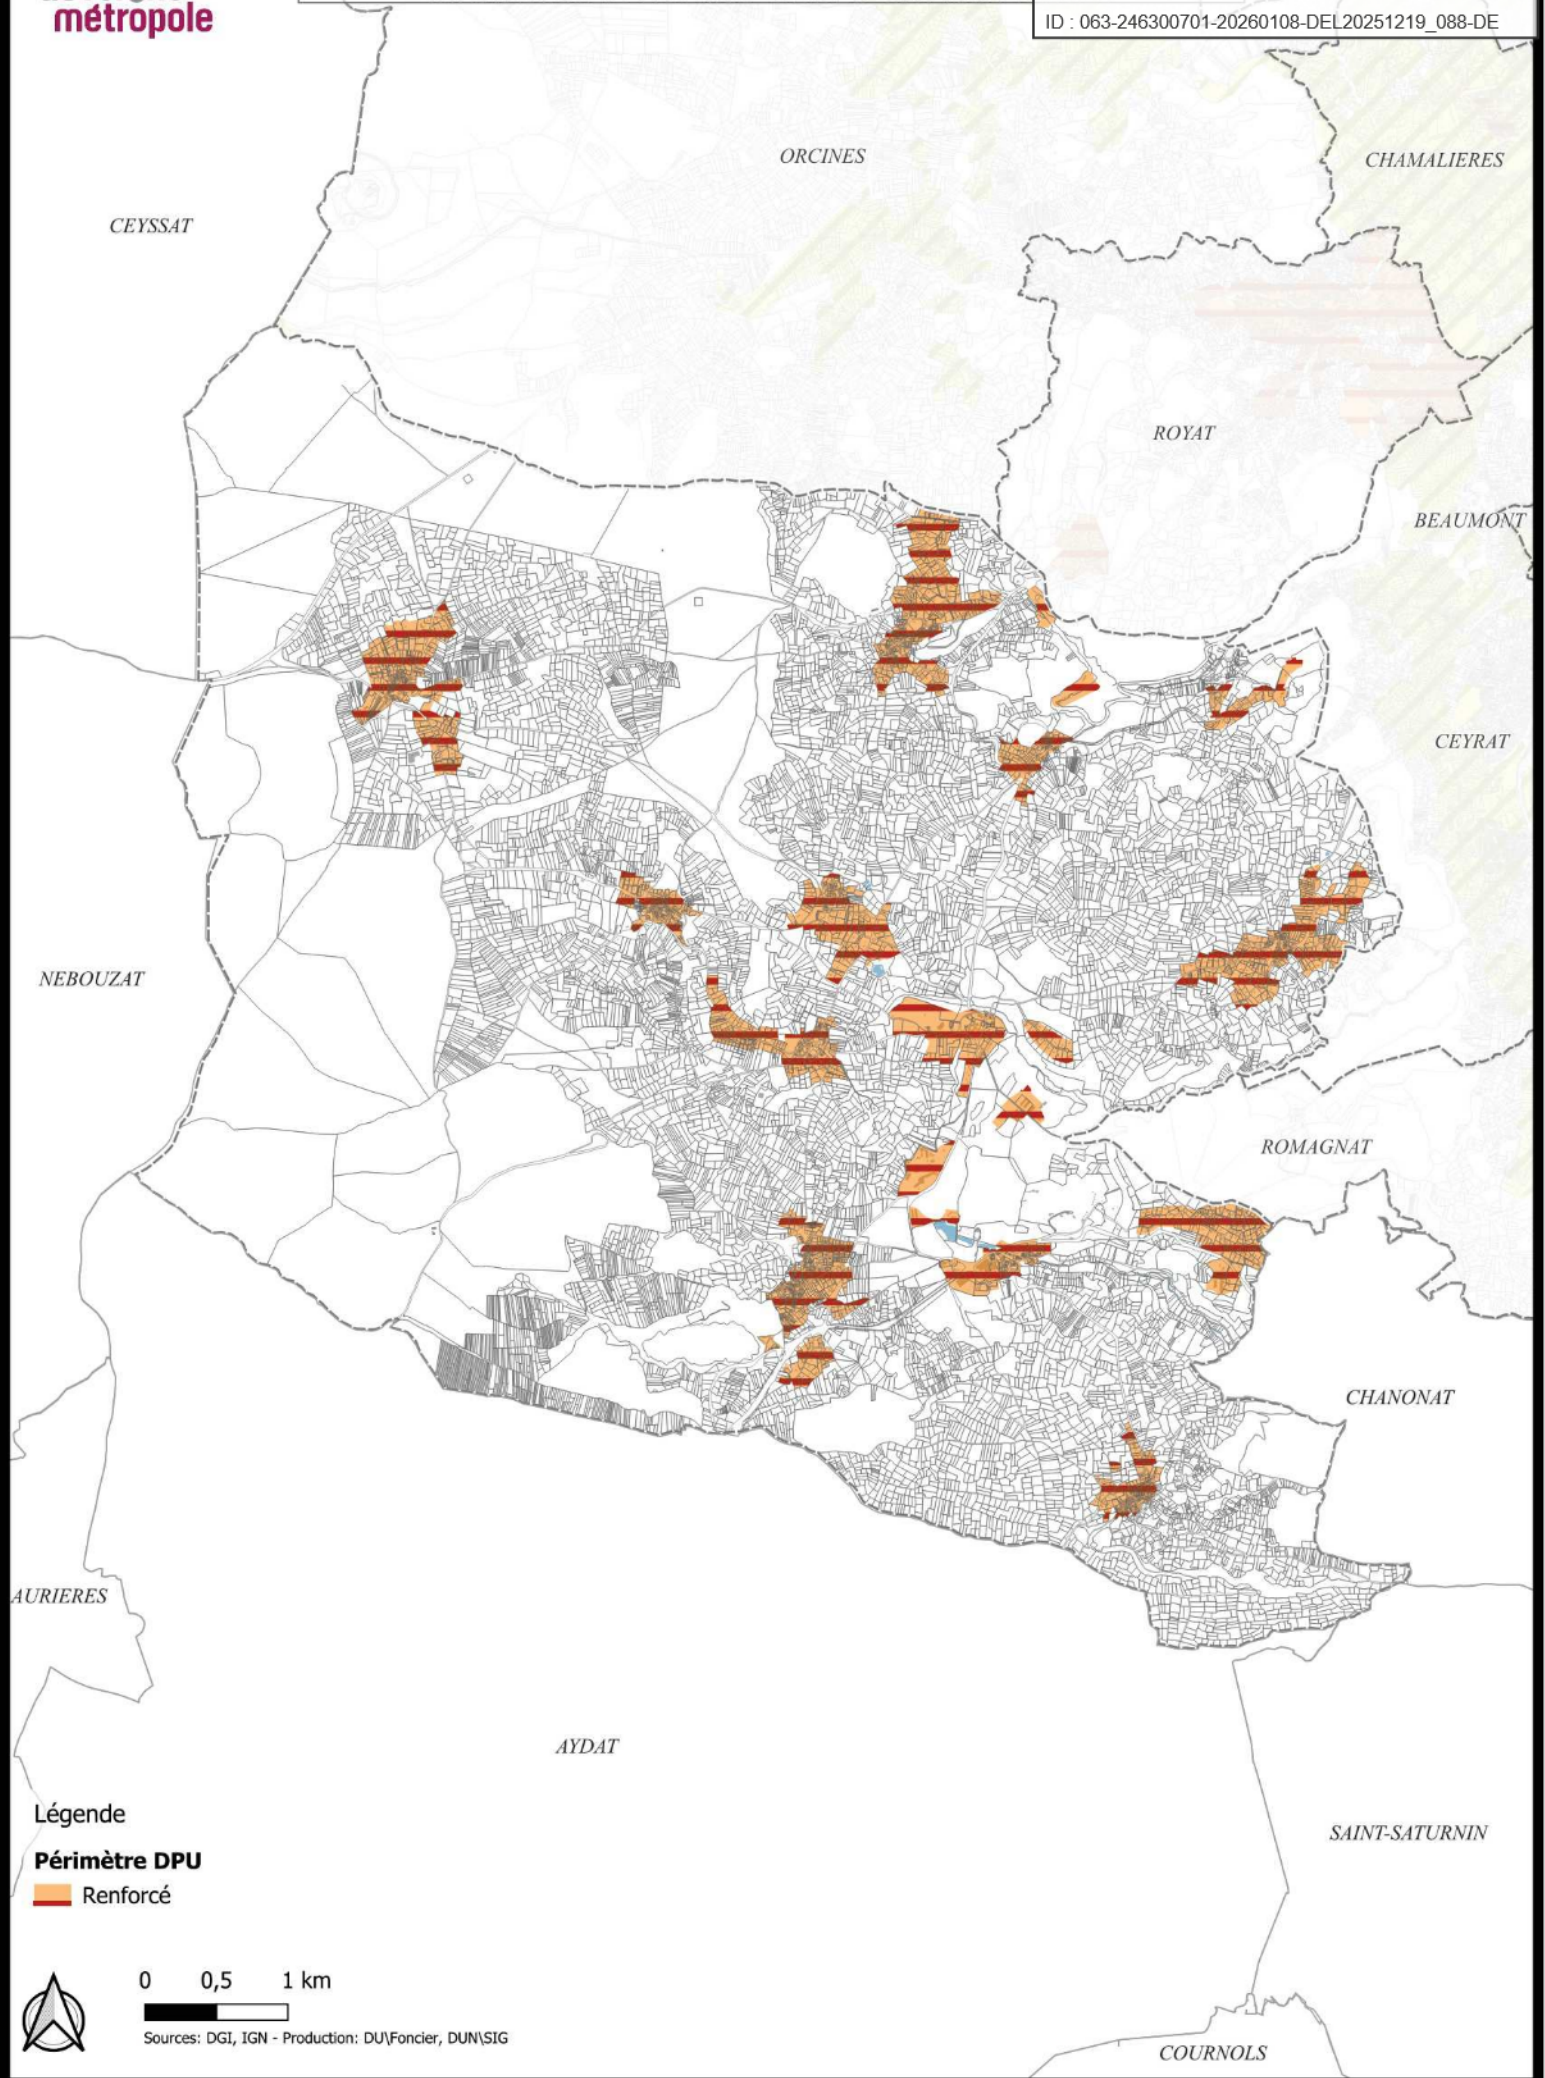 métropole
ID : 063-246300701-20260108-DEL20251219_088-DE
ORCINES
CHAMALIERES
CEYSSAT
ROYAT
BEAUMONT
CEYRAT
NEBOUZAT
ROMAGNAT
CHANONAT
AURIERES
AYDAT
SAINT-SATURNIN
Légende
Périmètre DPU
Renforcé
0 0,5 1 km
Sources: DGI, IGN - Production: DU\Foncier, DUN\SIG
COURNOLS